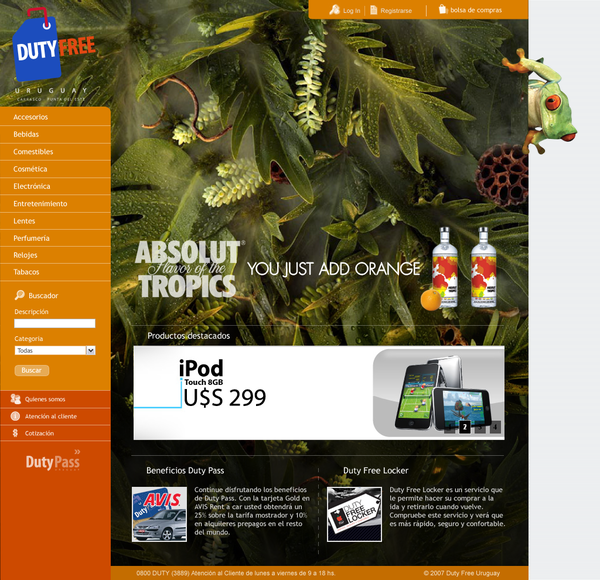 Log In
Registrarse
bolsa de compras
DUTY FREE
URUGUAY
CARRASCO - PUNTA DEL ESTE
Accesorios
Bebidas
Comestibles
Cosmética
Electrónica
Entretenimiento
Lentes
Perfumería
Relojes
Tabacos
Buscador
Descripción
Categoría
Todas
Buscar
Quienes somos
Atención al cliente
Cotización
DutyPass
ABSOLUT
Flavor of the
TROPICS
YOU JUST ADD ORANGE
Productos destacados
iPod
Touch 8GB
U$S 299
2
3
4
Beneficios Duty Pass
AVIS
Continue disfrutando los beneficios
de Duty Pass. Con la tarjeta Gold en
AVIS Rent a car usted obtendrá un
25% sobre la tarifa mostrador y 10%
en alquileres prepagos en el resto
del mundo.
Duty Free Locker
DUTY
FREE
LOCKER
Duty Free Locker es un servicio que
le permite hacer su comprar a la
ida y retirarlo cuando vuelve.
Compruebe este servicio y verá que
es más rápido, seguro y confortable.
0800 DUTY (3889) Atención al Cliente de lunes a viernes de 9 a 18 hs.
© 2007 Duty Free Uruguay